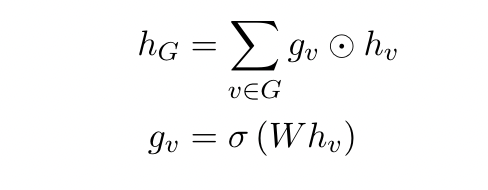 h_G = \sum_{v \in G} g_v \odot h_v
g_v = \sigma (W h_v)